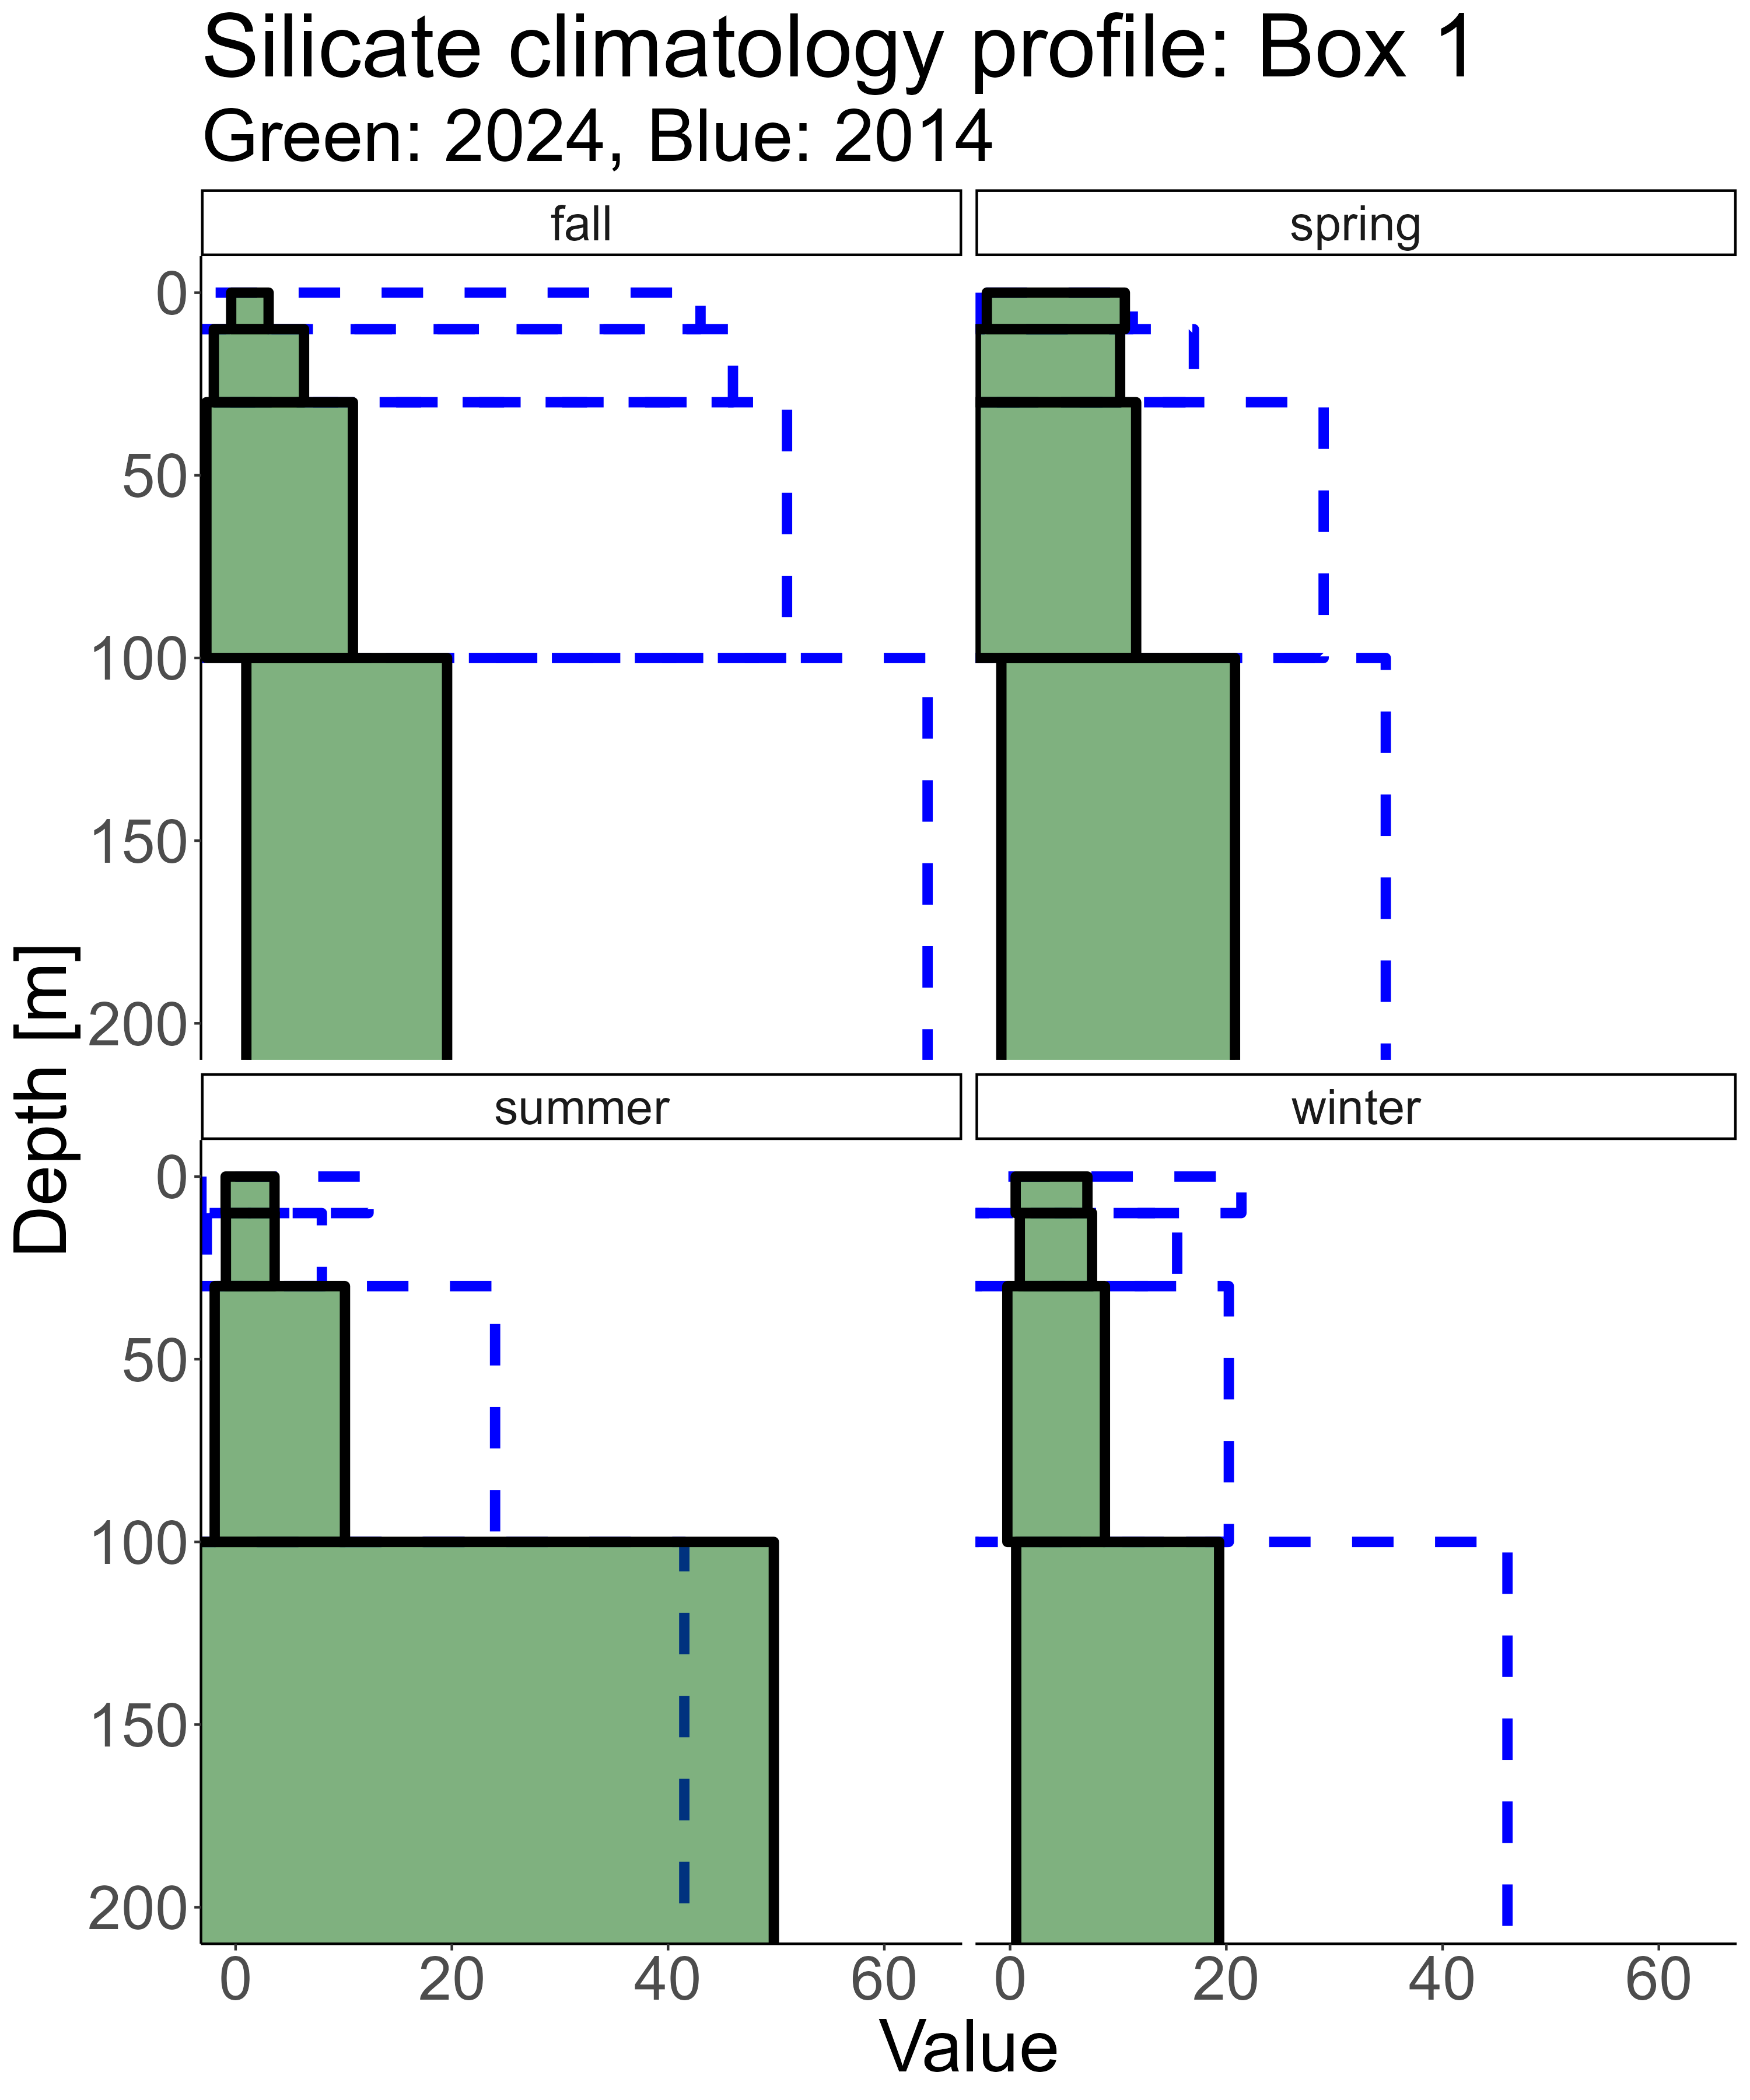 Silicate climatology profile: Box 1
Green: 2024, Blue: 2014
fall
spring
0
50
100
150
200
summer
winter
0
50
100
150
200
0 20 40 60
0 20 40 60
Depth [m]
Value